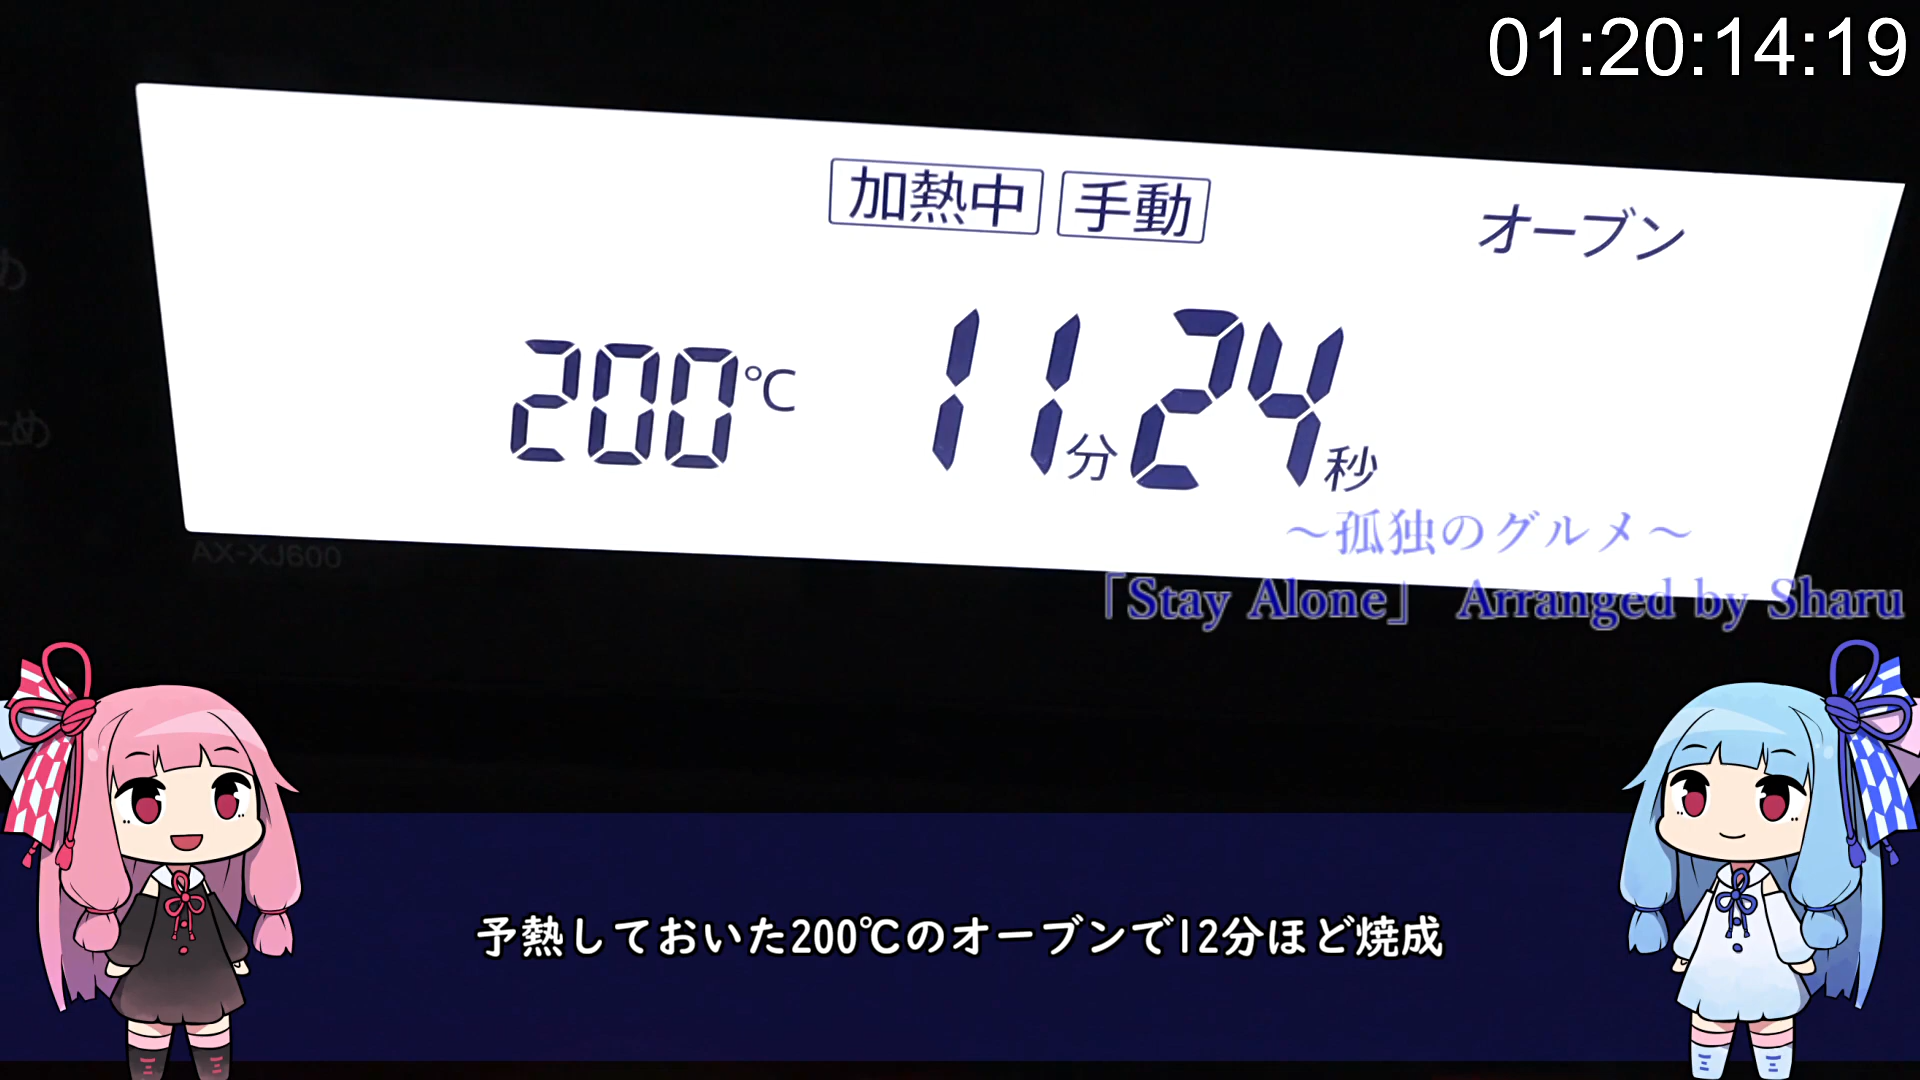 01:20:14:19
加熱中 手動 オーブン
200℃ 11分24秒
～孤独のグルメ～
AX-XJ600
「Stay Alone」 Arranged by Sharu
予熱しておいた200℃のオーブンで12分ほど焼成